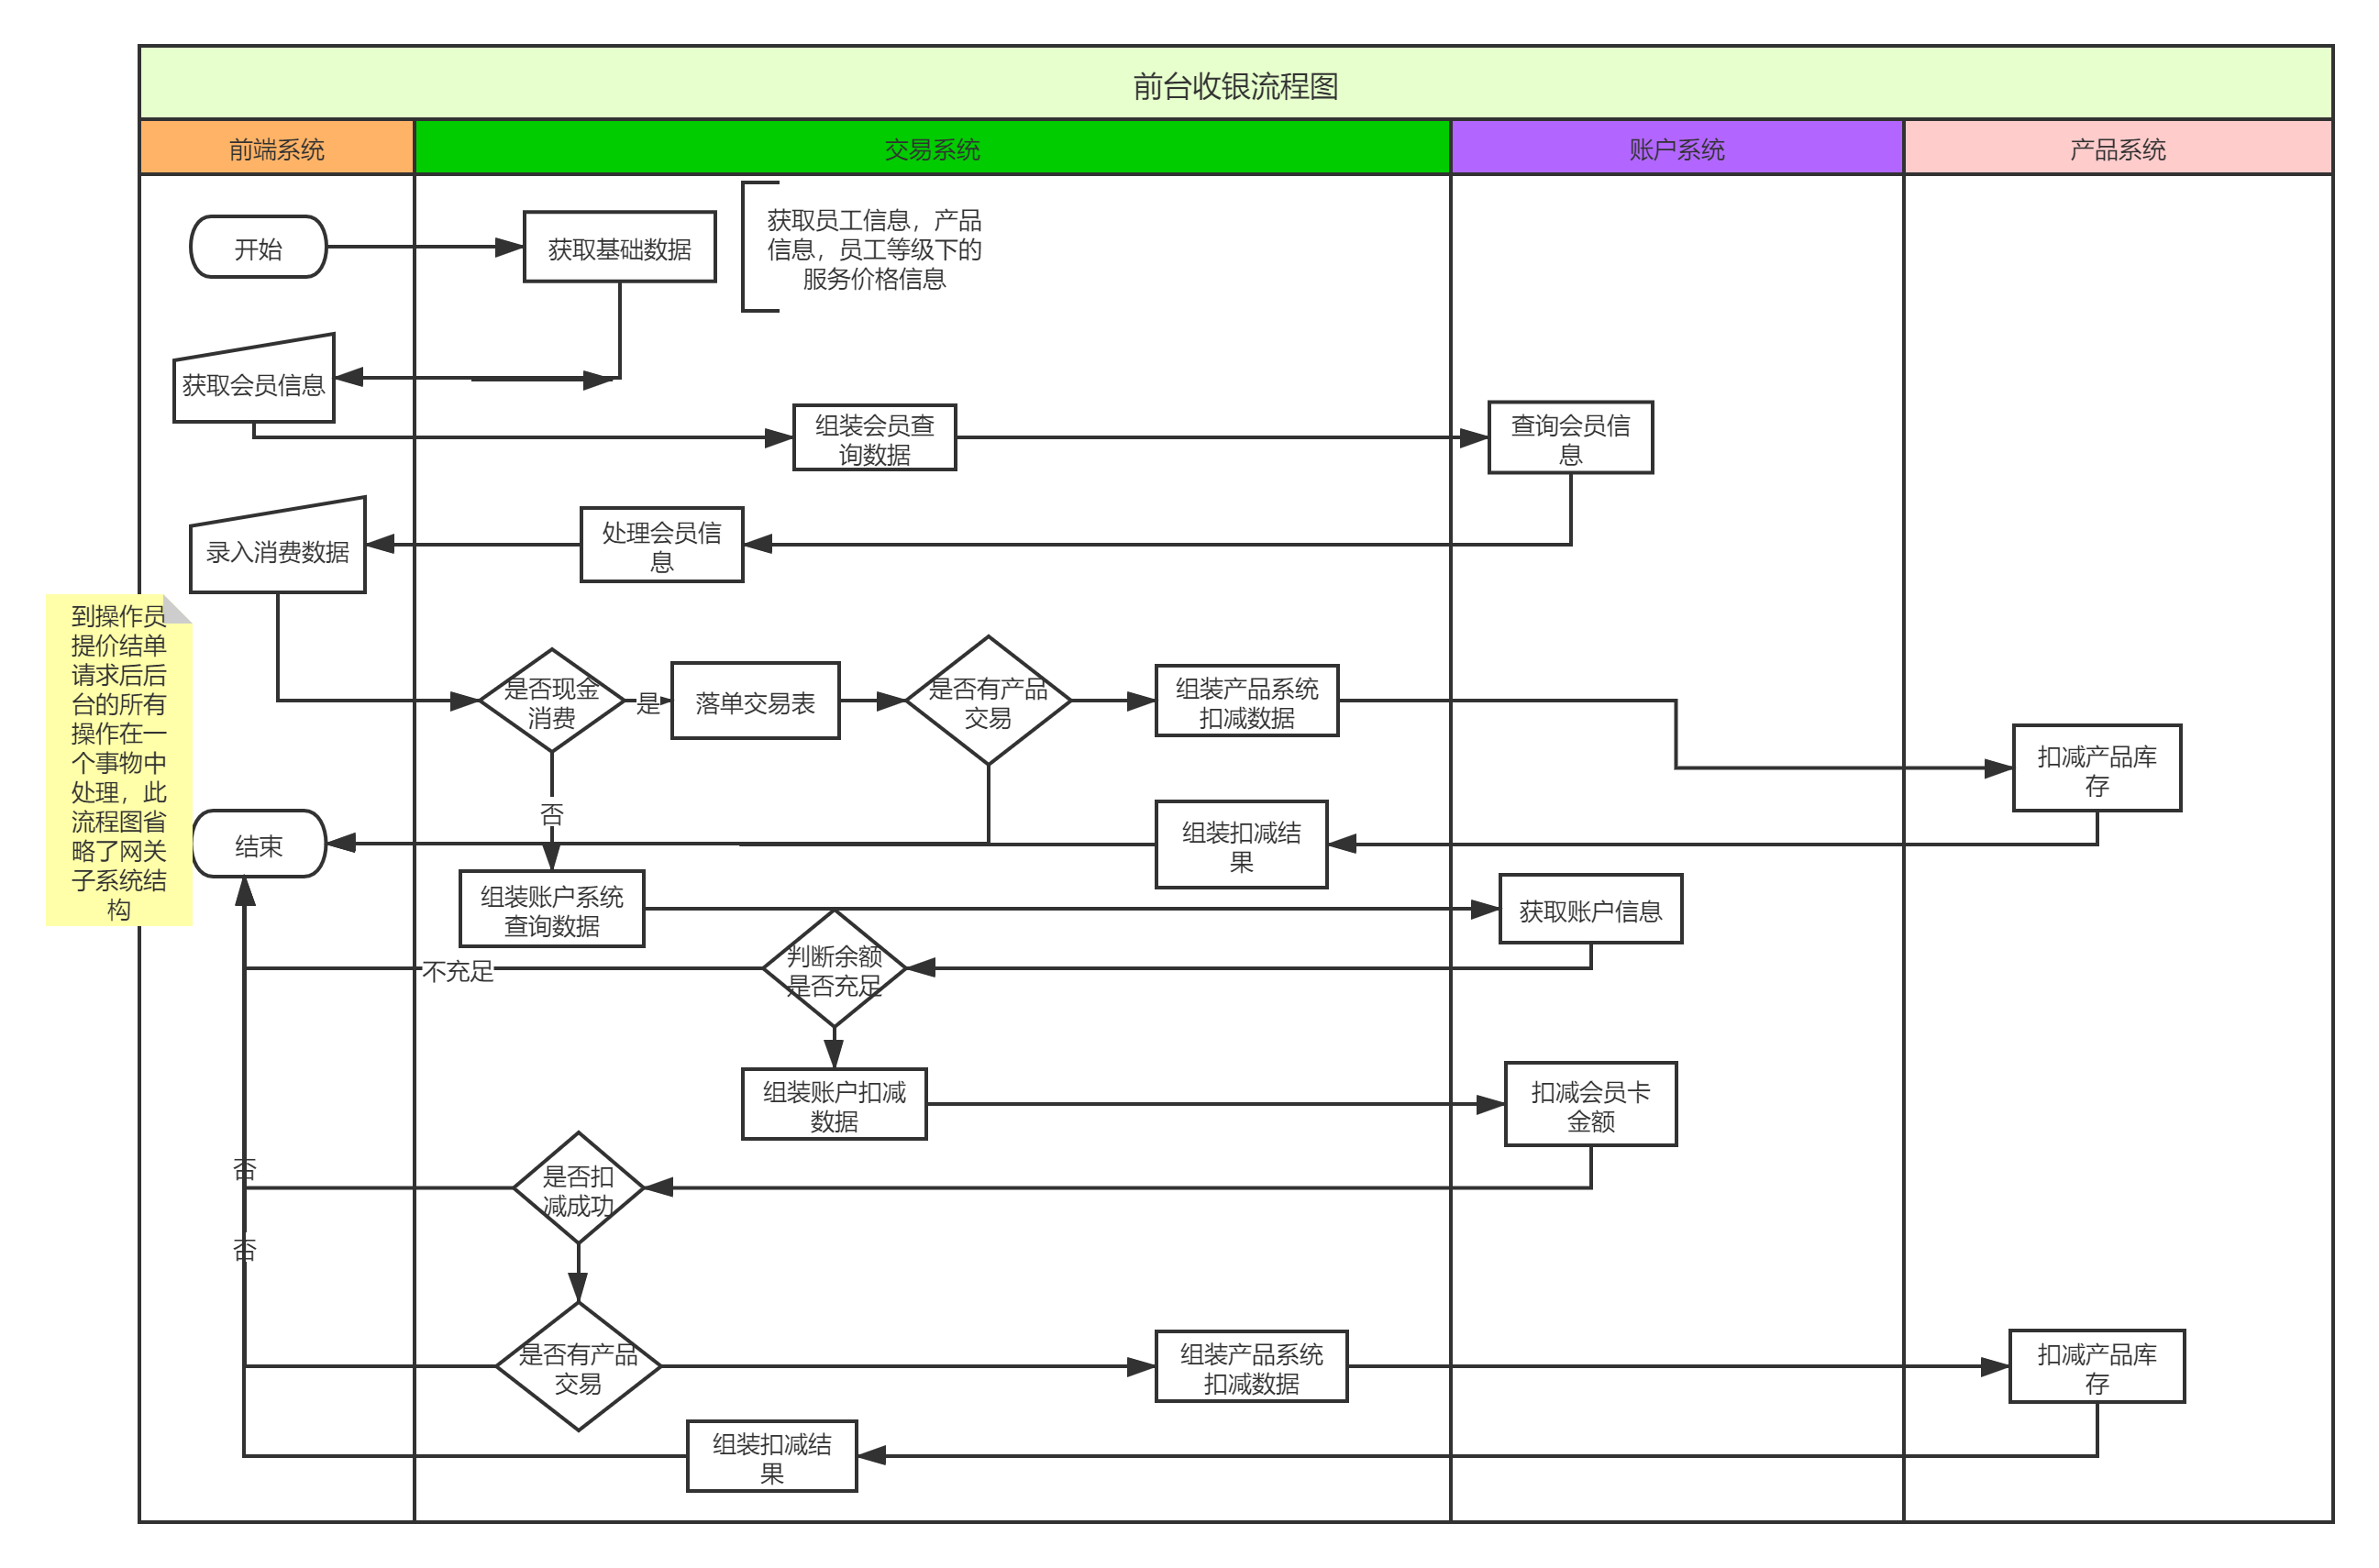 前台收银流程图
前端系统
交易系统
账户系统
产品系统
开始
获取基础数据
获取员工信息，产品
信息，员工等级下的
服务价格信息
获取会员信息
组装会员查
询数据
查询会员信
息
录入消费数据
处理会员信
息
到操作员
提价结单
请求后后
台的所有
操作在一
个事物中
处理，此
流程图省
略了网关
子系统结
构
是否现金
消费
是
落单交易表
是否有产品
交易
组装产品系统
扣减数据
扣减产品库
存
否
结束
组装扣减结
果
组装账户系统
查询数据
获取账户信息
判断余额
是否充足
不充足
组装账户扣减
数据
扣减会员卡
金额
否
是否扣
减成功
否
是否有产品
交易
组装产品系统
扣减数据
扣减产品库
存
组装扣减结
果